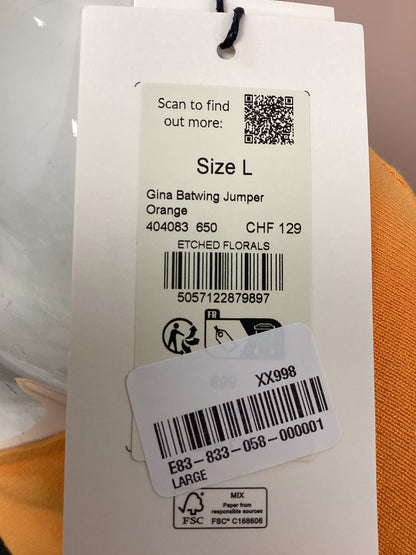 Scan to find
out more:
Size L
Gina Batwing Jumper
Orange
404083 650 CHF 129
ETCHED FLORALS
5057122879897
FR
XX998
E83-833-058-000001
LARGE
FSC
MIX
Paper from
responsible sources
FSC® C168606